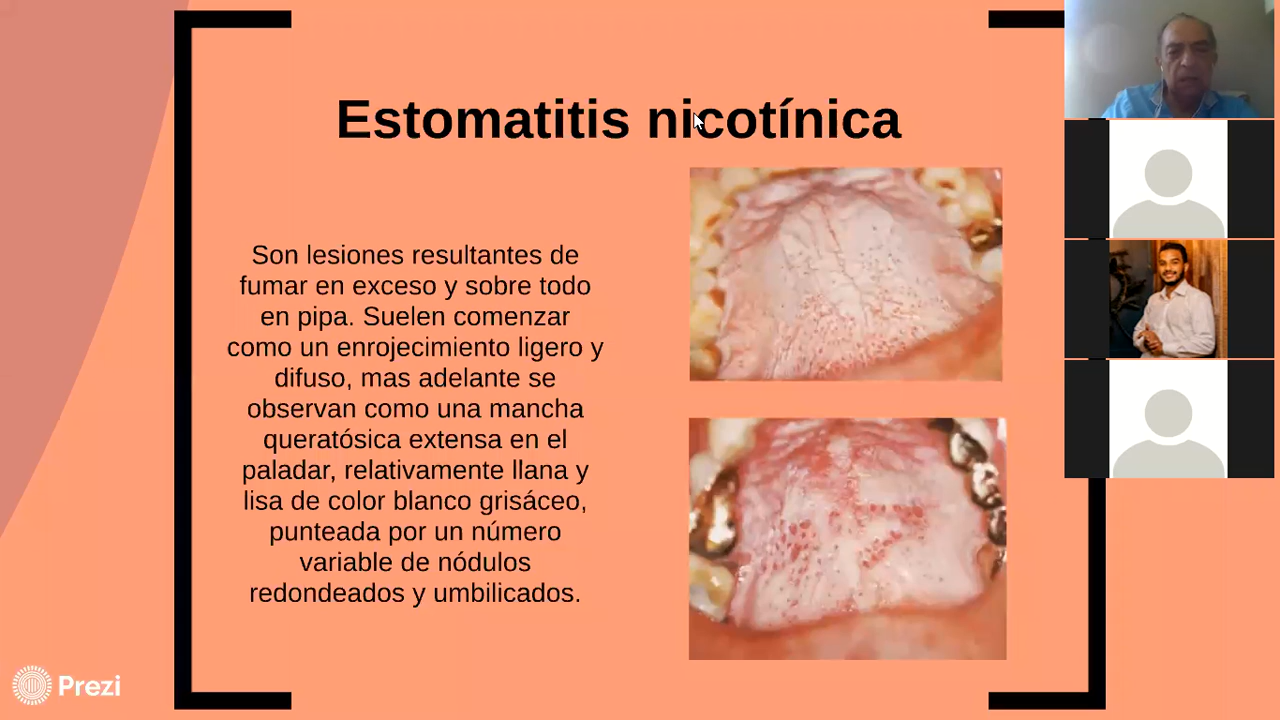 Estomatitis nicotínica
Son lesiones resultantes de
fumar en exceso y sobre todo
en pipa. Suelen comenzar
como un enrojecimiento ligero y
difuso, mas adelante se
observan como una mancha
queratósica extensa en el
paladar, relativamente llana y
lisa de color blanco grisáceo,
punteada por un número
variable de nódulos
redondeados y umbilicados.
Prezi